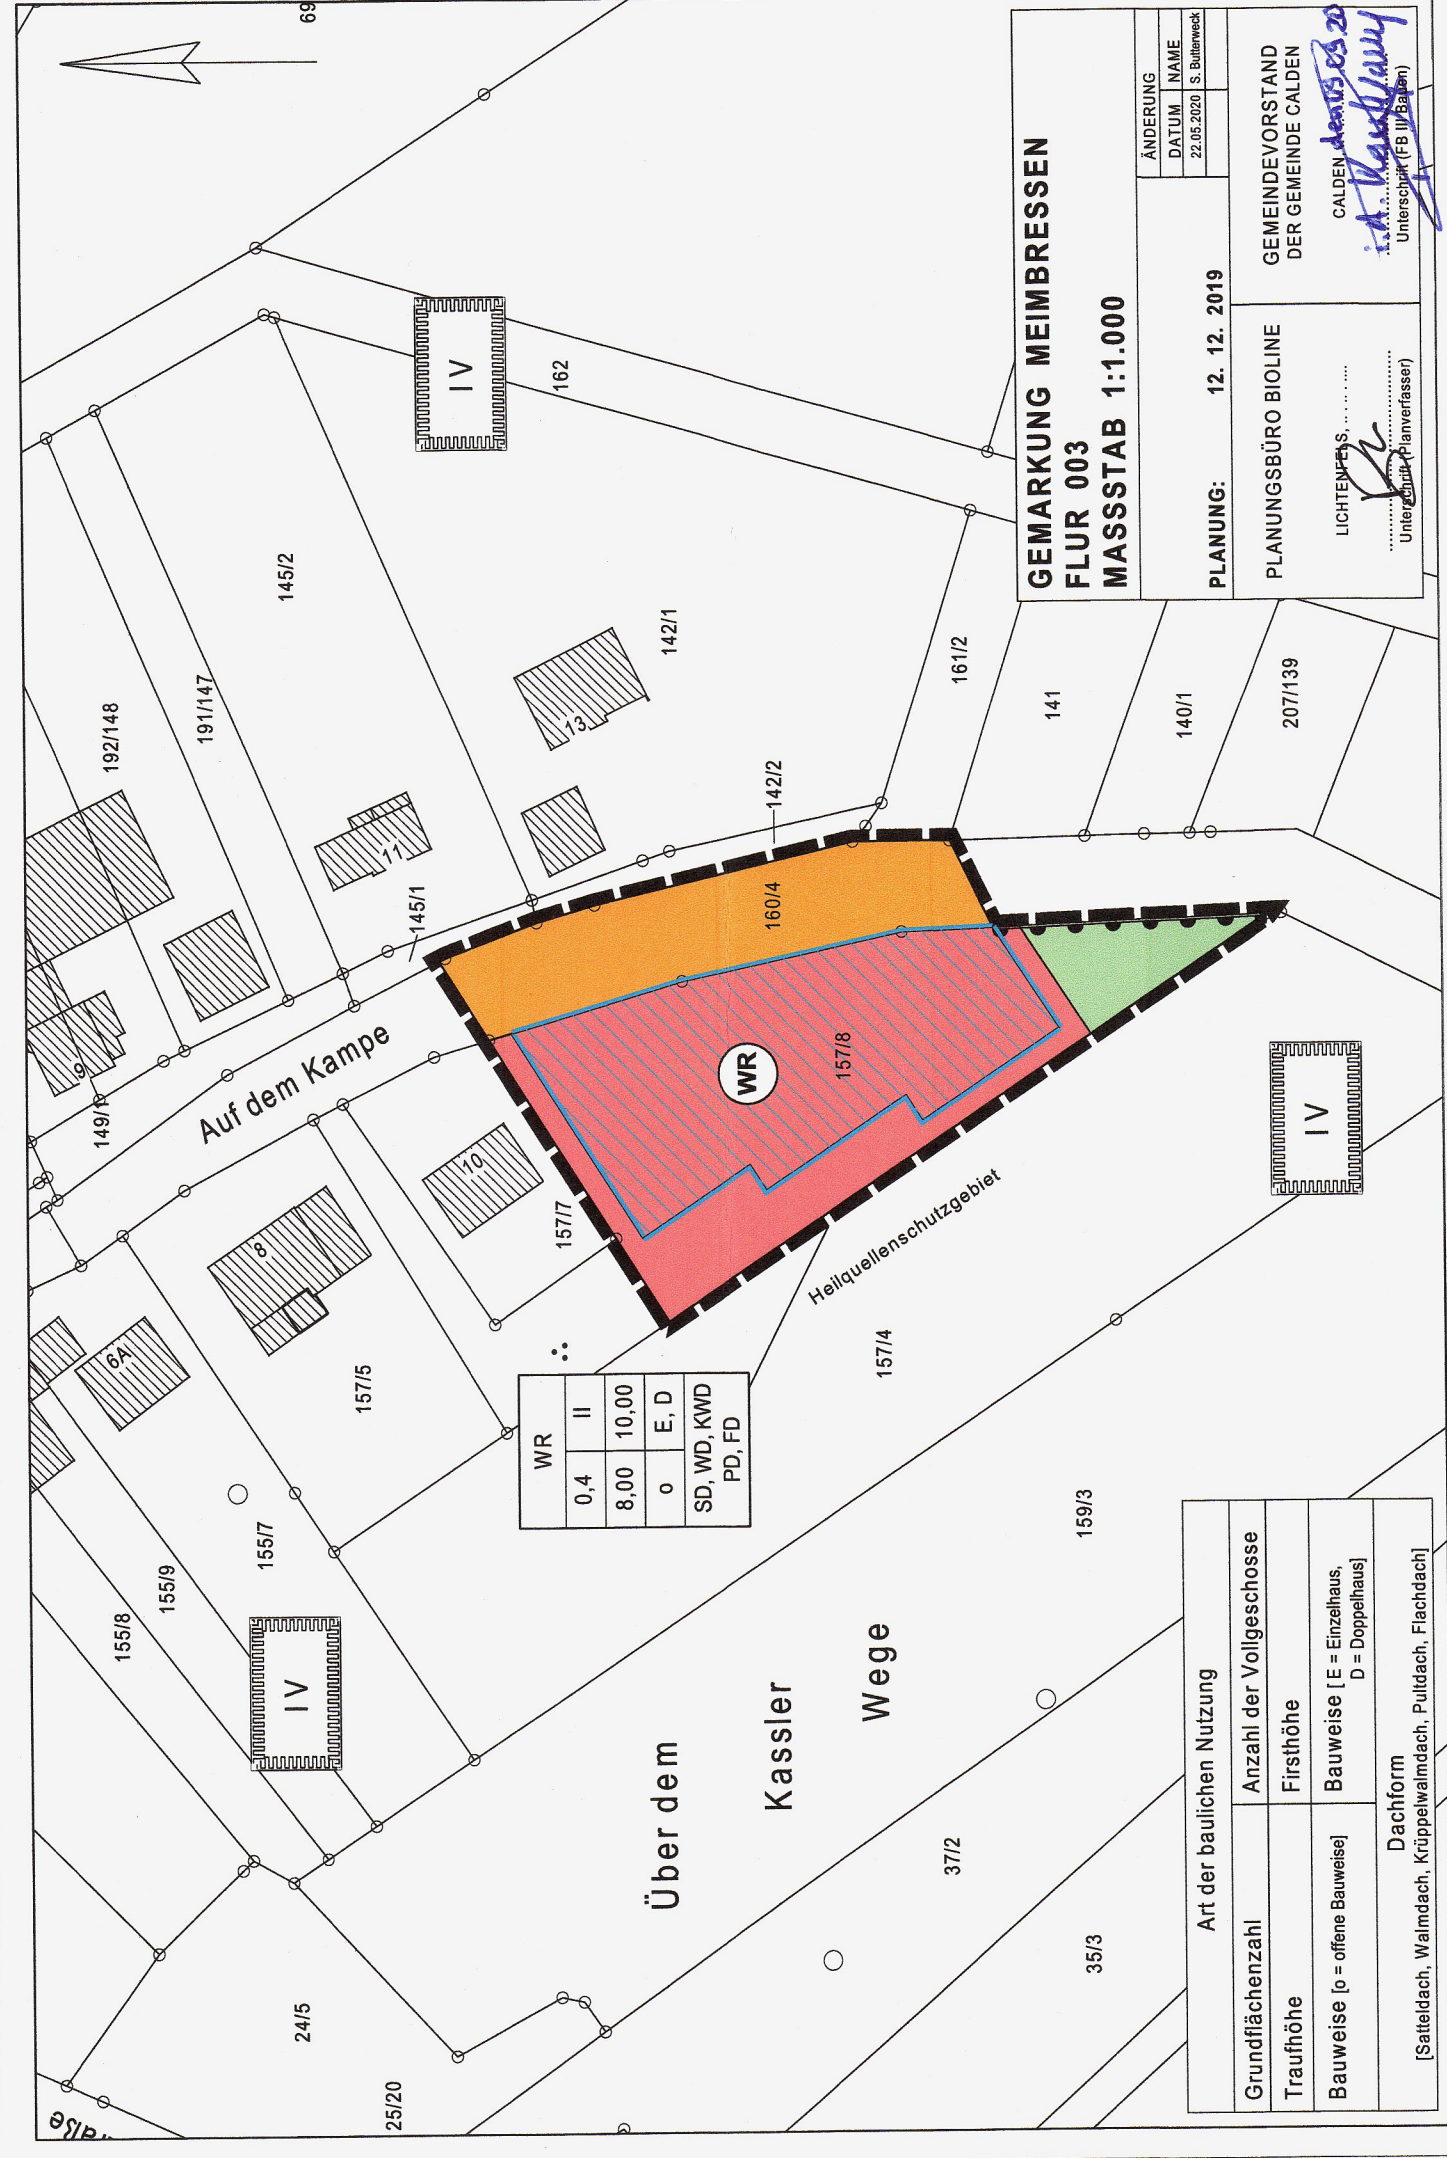 69
192/148
191/147
145/2
IV
162
142/1
13
11
9
149/1
145/1
142/2
161/2
141
140/1
207/139
Auf dem Kampe
160/4
157/8
WR
10
8
6A
157/7
157/5
155/7
155/9
155/8
IV
IV
Heilquellenschutzgebiet
157/4
159/3
WR
0,4 II
8,00 10,00
o E, D
SD, WD, KWD
PD, FD
Über dem
Kassler
Wege
37/2
35/3
24/5
25/20
GEMARKUNG MEIMBRESSEN
FLUR 003
MASSSTAB 1:1.000
ÄNDERUNG
DATUM NAME
22.05.2020 S. Butterweck
PLANUNG: 12. 12. 2019
PLANUNGSBÜRO BIOLINE
LICHTENFELS, .........
Unterschrift (Planverfasser)
GEMEINDEVORSTAND
DER GEMEINDE CALDEN
CALDEN, den
i.A.
Unterschrift (FB III/Bauen)
Art der baulichen Nutzung
Grundflächenzahl Anzahl der Vollgeschosse
Traufhöhe Firsthöhe
Bauweise [o = offene Bauweise] Bauweise [ E = Einzelhaus,
D = Doppelhaus]
Dachform
[Satteldach, Walmdach, Krüppelwalmdach, Pultdach, Flachdach]